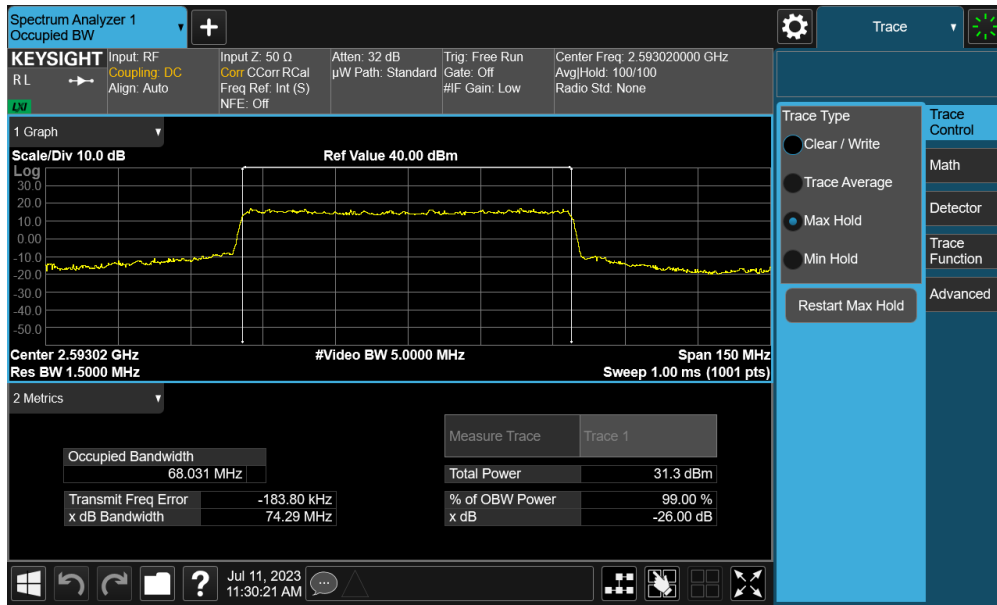 Spectrum Analyzer 1
Occupied BW
Trace
KEYSIGHT
R L
LXI
Input: RF
Coupling: DC
Align: Auto
Input Z: 50 Ω
Corr CCorr RCal
Freq Ref: Int (S)
NFE: Off
Atten: 32 dB
µW Path: Standard
Trig: Free Run
Gate: Off
#IF Gain: Low
Center Freq: 2.593020000 GHz
Avg|Hold: 100/100
Radio Std: None
1 Graph
Scale/Div 10.0 dB
Ref Value 40.00 dBm
Log
30.0
20.0
10.0
0.00
-10.0
-20.0
-30.0
-40.0
-50.0
Center 2.59302 GHz
#Video BW 5.0000 MHz
Span 150 MHz
Res BW 1.5000 MHz
Sweep 1.00 ms (1001 pts)
2 Metrics
Measure Trace Trace 1
Occupied Bandwidth
68.031 MHz
Total Power 31.3 dBm
Transmit Freq Error -183.80 kHz
% of OBW Power 99.00 %
x dB Bandwidth 74.29 MHz
x dB -26.00 dB
Trace Type
Clear / Write
Trace Average
Max Hold
Min Hold
Restart Max Hold
Trace
Control
Math
Detector
Trace
Function
Advanced
?
Jul 11, 2023
11:30:21 AM